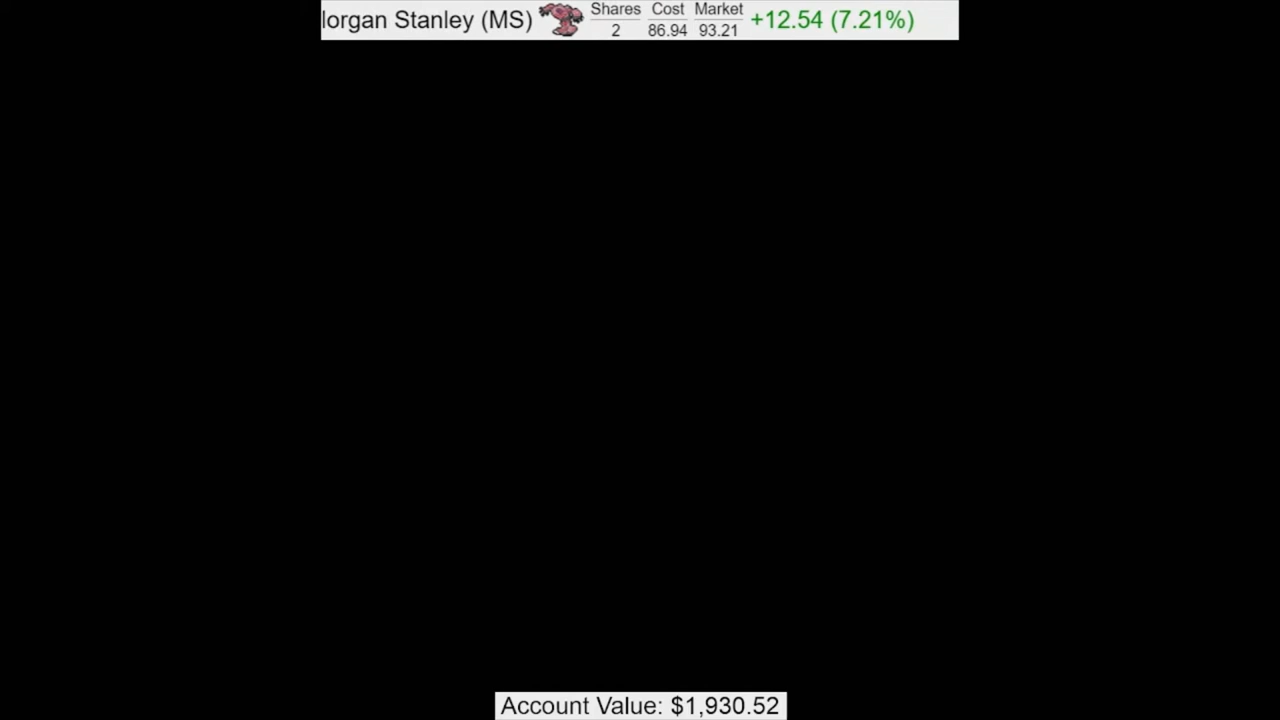 organ Stanley (MS) Shares Cost Market +12.54 (7.21%)
2 86.94 93.21
Account Value: $1,930.52